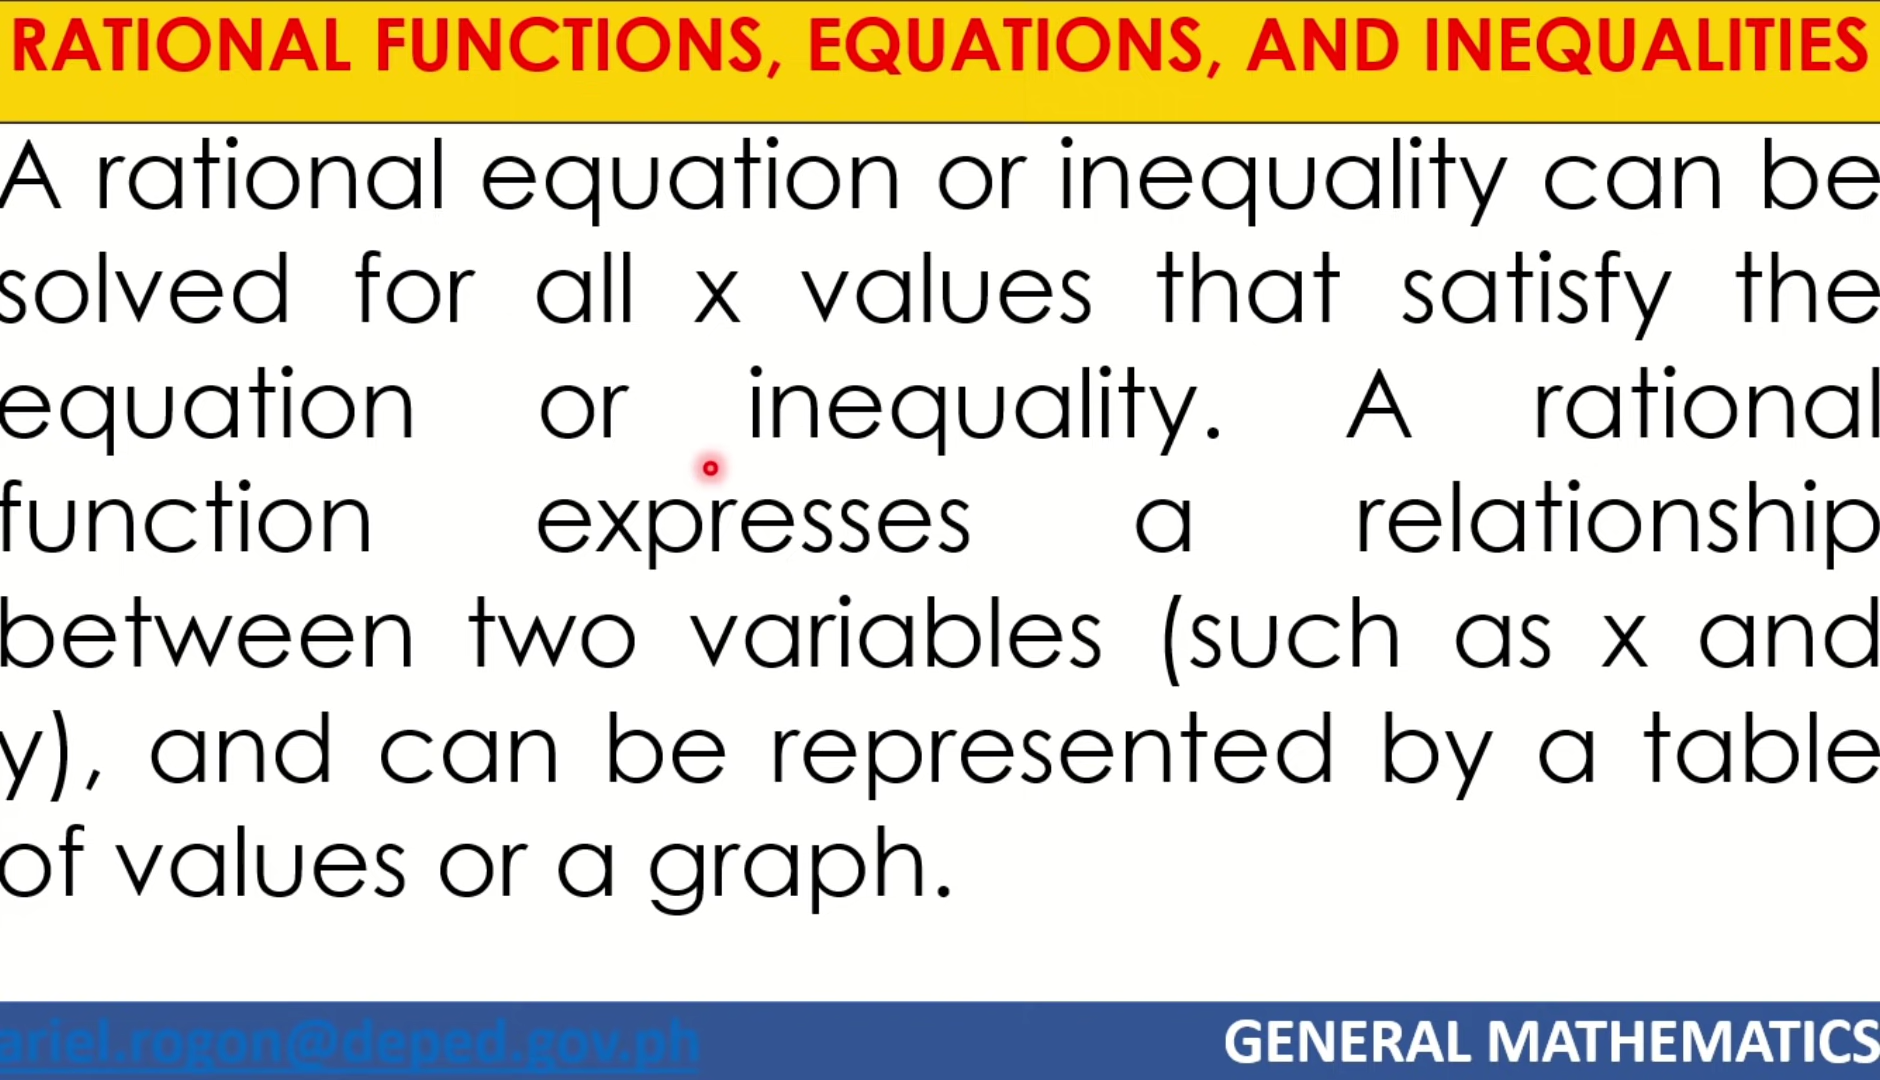 RATIONAL FUNCTIONS, EQUATIONS, AND INEQUALITIES
A rational equation or inequality can be
solved for all x values that satisfy the
equation or inequality. A rational
function expresses a relationship
between two variables (such as x and
y), and can be represented by a table
of values or a graph.
ariel.rogon@deped.gov.ph
GENERAL MATHEMATICS